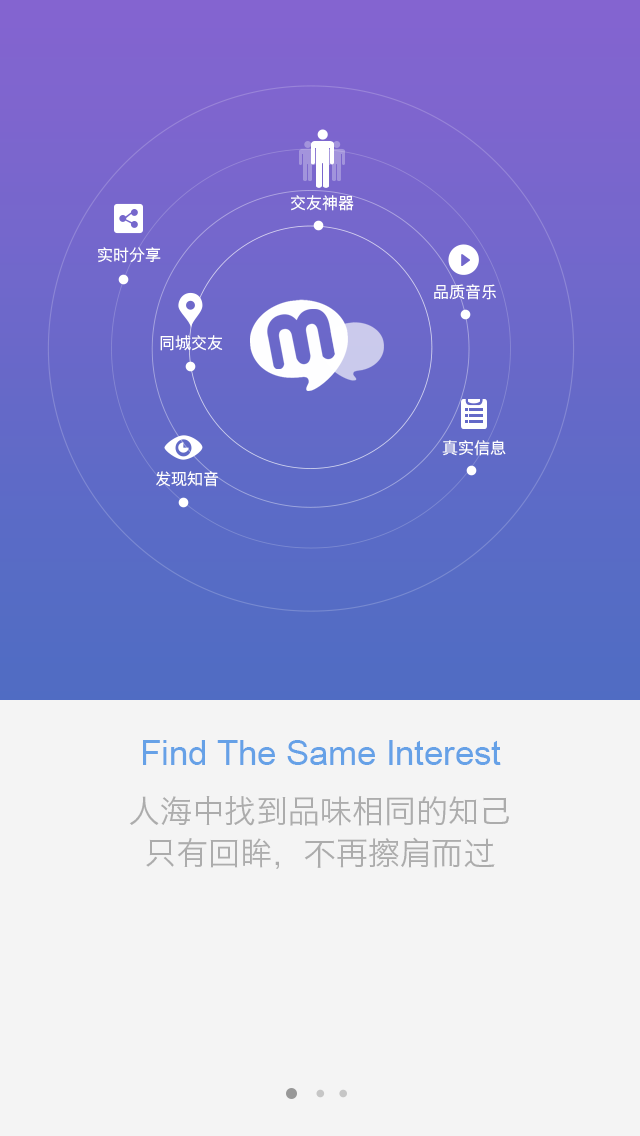 交友神器
实时分享
品质音乐
同城交友
m
真实信息
发现知音
Find The Same Interest
人海中找到品味相同的知己
只有回眸，不再擦肩而过